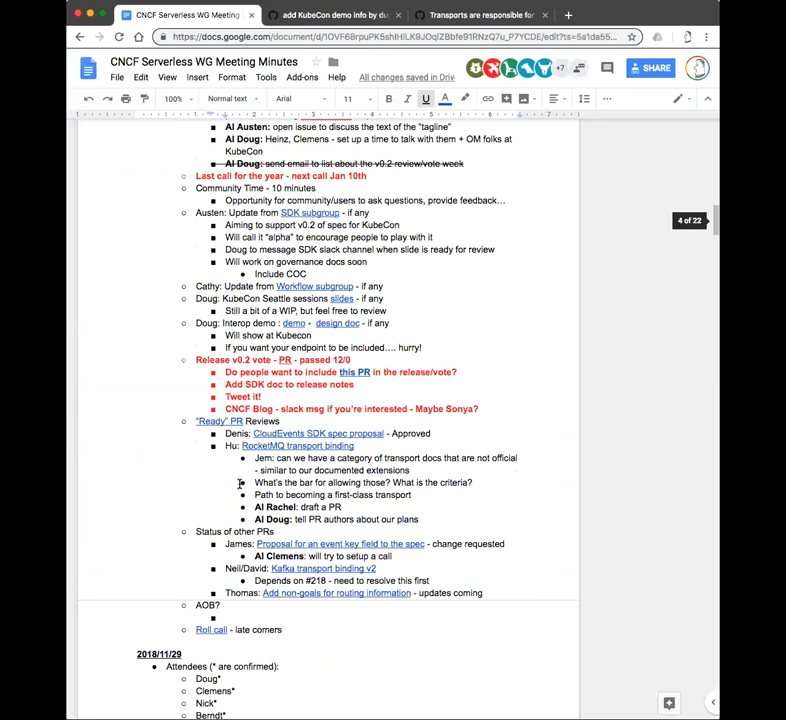 CNCF Serverless WG Meeting
add KubeCon demo info by du
Transports are responsible for
https://docs.google.com/document/d/1OVF68rpuPK5shIHlLK9JOqlZBbfe91RNzQ7u_P7YCDE/edit?ts=5a1da55...
CNCF Serverless WG Meeting Minutes
File Edit View Insert Format Tools Add-ons Help All changes saved in Driv
+7
SHARE
100% Normal text Arial 11 B I U A
AI Austen: open issue to discuss the text of the "tagline"
AI Doug: Heinz, Clemens - set up a time to talk with them + OM folks at
KubeCon
AI Doug: send email to list about the v0.2 review/vote week
Last call for the year - next call Jan 10th
Community Time - 10 minutes
Opportunity for community/users to ask questions, provide feedback...
4 of 22
Austen: Update from SDK subgroup - if any
Aiming to support v0.2 of spec for KubeCon
Will call it "alpha" to encourage people to play with it
Doug to message SDK slack channel when slide is ready for review
Will work on governance docs soon
Include COC
Cathy: Update from Workflow subgroup - if any
Doug: KubeCon Seattle sessions slides - if any
Still a bit of a WIP, but feel free to review
Doug: Interop demo : demo - design doc - if any
Will show at Kubecon
If you want your endpoint to be included.... hurry!
Release v0.2 vote - PR - passed 12/0
Do people want to include this PR in the release/vote?
Add SDK doc to release notes
Tweet it!
CNCF Blog - slack msg if you're interested - Maybe Sonya?
"Ready" PR Reviews
Denis: CloudEvents SDK spec proposal - Approved
Hu: RocketMQ transport binding
Jem: can we have a category of transport docs that are not official
- similar to our documented extensions
What's the bar for allowing those? What is the criteria?
Path to becoming a first-class transport
AI Rachel: draft a PR
AI Doug: tell PR authors about our plans
Status of other PRs
James: Proposal for an event key field to the spec - change requested
AI Clemens: will try to setup a call
Neil/David: Kafka transport binding v2
Depends on #218 - need to resolve this first
Thomas: Add non-goals for routing information - updates coming
AOB?
Roll call - late comers
2018/11/29
Attendees (* are confirmed):
Doug*
Clemens*
Nick*
Berndt*